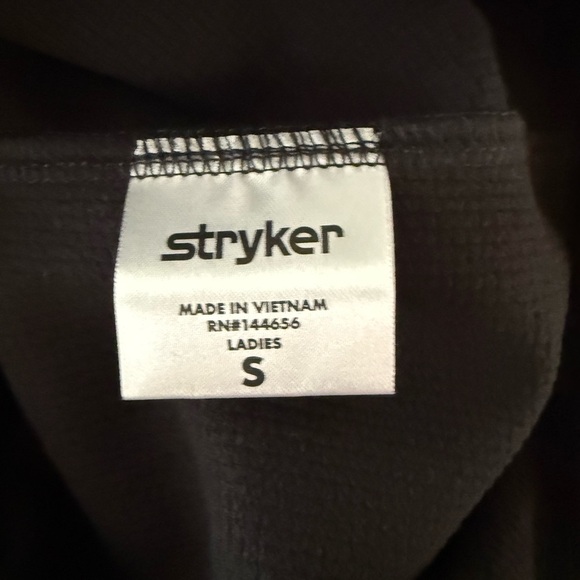 stryker
MADE IN VIETNAM
RN#144656
LADIES
S